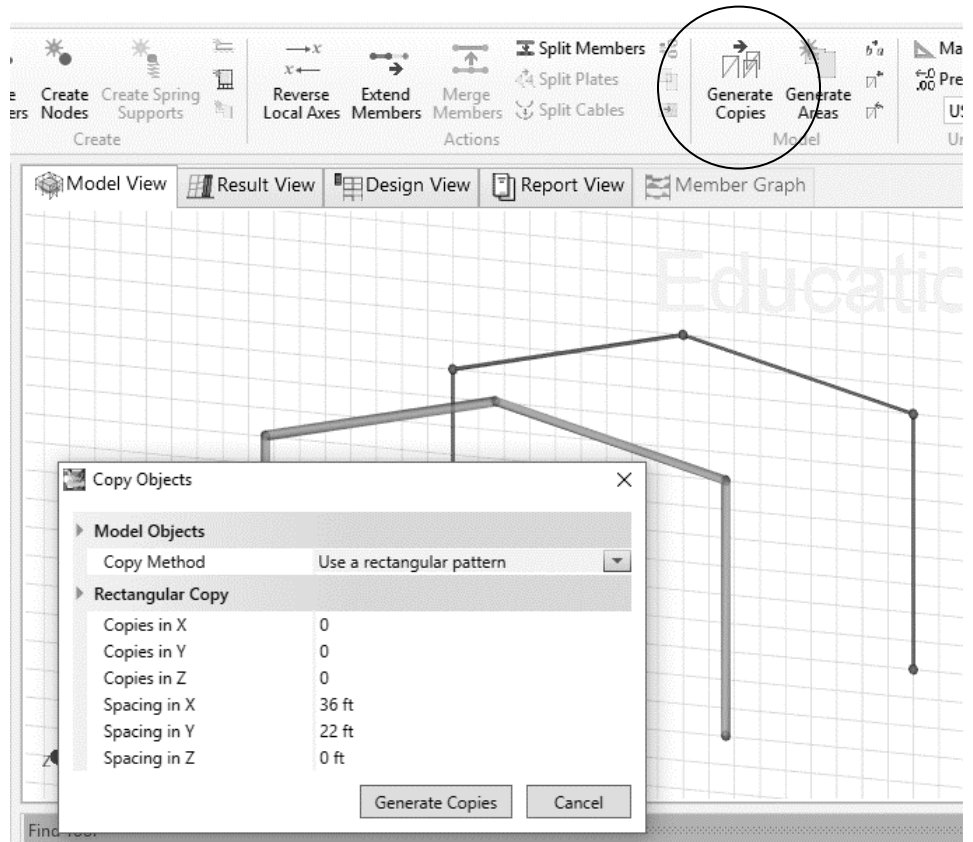 Split Members
Split Plates
Split Cables
Create Nodes
Create Spring Supports
Reverse Local Axes
Extend Members
Merge Members
Generate Copies
Generate Areas
b→a
Create
Actions
Model
Model View
Result View
Design View
Report View
Member Graph
Copy Objects
Model Objects
Copy Method Use a rectangular pattern
Rectangular Copy
Copies in X 0
Copies in Y 0
Copies in Z 0
Spacing in X 36 ft
Spacing in Y 22 ft
Spacing in Z 0 ft
Generate Copies Cancel